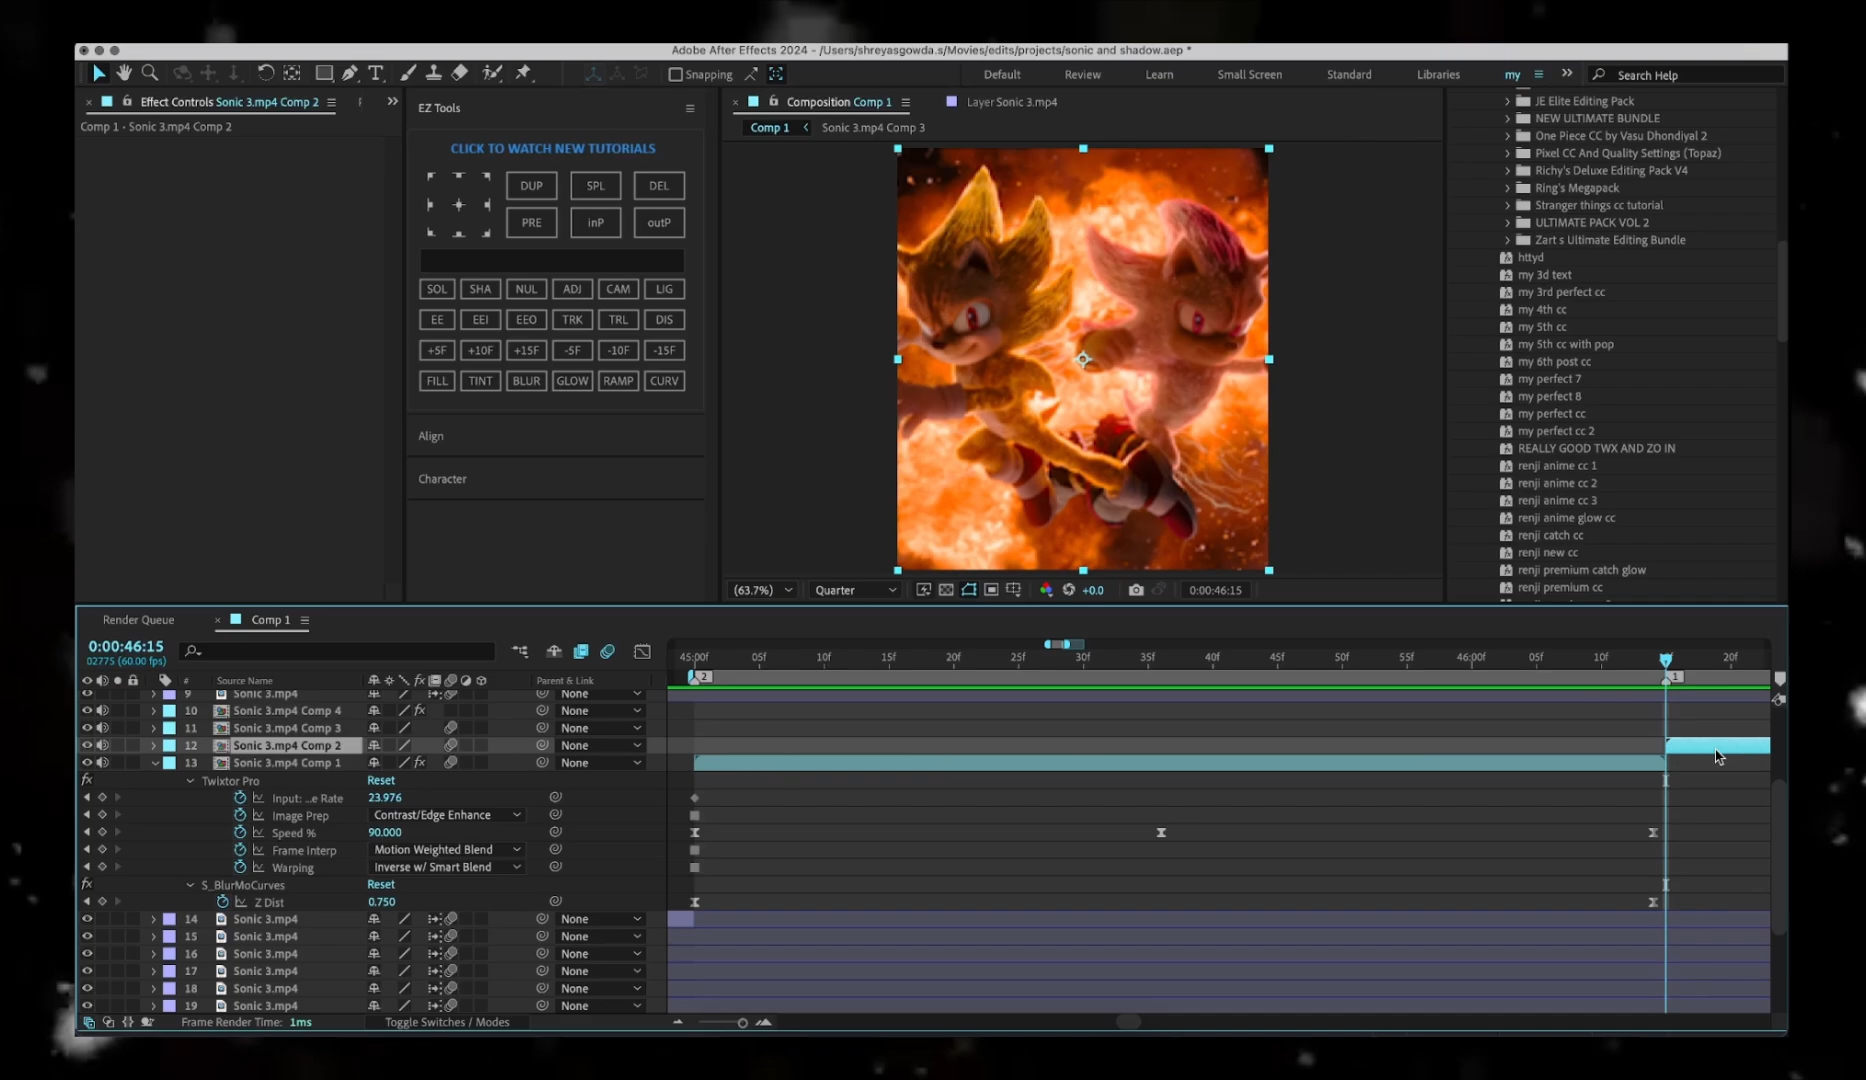 Adobe After Effects 2024 - /Users/shreyasgowda.s/Movies/edits/projects/sonic and shadow.aep *
Snapping
Default
Review
Learn
Small Screen
Standard
Libraries
my
Search Help
Effect Controls Sonic 3.mp4 Comp 2
Comp 1 · Sonic 3.mp4 Comp 2
EZ Tools
CLICK TO WATCH NEW TUTORIALS
DUP SPL DEL
PRE inP outP
SOL SHA NUL ADJ CAM LIG
EE EEI EEO TRK TRL DIS
+5F +10F +15F -5F -10F -15F
FILL TINT BLUR GLOW RAMP CURV
Align
Character
Composition Comp 1
Layer Sonic 3.mp4
Comp 1
Sonic 3.mp4 Comp 3
(63.7%)
Quarter
+0.0
0:00:46:15
JE Elite Editing Pack
NEW ULTIMATE BUNDLE
One Piece CC by Vasu Dhondiyal 2
Pixel CC And Quality Settings (Topaz)
Richy's Deluxe Editing Pack V4
Ring's Megapack
Stranger things cc tutorial
ULTIMATE PACK VOL 2
Zart s Ultimate Editing Bundle
httyd
my 3d text
my 3rd perfect cc
my 4th cc
my 5th cc
my 5th cc with pop
my 6th post cc
my perfect 7
my perfect 8
my perfect cc
my perfect cc 2
REALLY GOOD TWX AND ZO IN
renji anime cc 1
renji anime cc 2
renji anime cc 3
renji anime glow cc
renji catch cc
renji new cc
renji premium catch glow
renji premium cc
Render Queue
Comp 1
0:00:46:15
02775 (60.00 fps)
45:00f 05f 10f 15f 20f 25f 30f 35f 40f 45f 50f 55f 46:00f 05f 10f 20f
2
1
# Source Name fx Parent & Link
9 Sonic 3.mp4 None
10 Sonic 3.mp4 Comp 4 fx None
11 Sonic 3.mp4 Comp 3 None
12 Sonic 3.mp4 Comp 2 None
13 Sonic 3.mp4 Comp 1 fx None
fx Twixtor Pro Reset
Input: ...e Rate 23.976
Image Prep Contrast/Edge Enhance
Speed % 90.000
Frame Interp Motion Weighted Blend
Warping Inverse w/ Smart Blend
fx S_BlurMoCurves Reset
Z Dist 0.750
14 Sonic 3.mp4 None
15 Sonic 3.mp4 None
16 Sonic 3.mp4 None
17 Sonic 3.mp4 None
18 Sonic 3.mp4 None
19 Sonic 3.mp4 None
Frame Render Time: 1ms
Toggle Switches / Modes